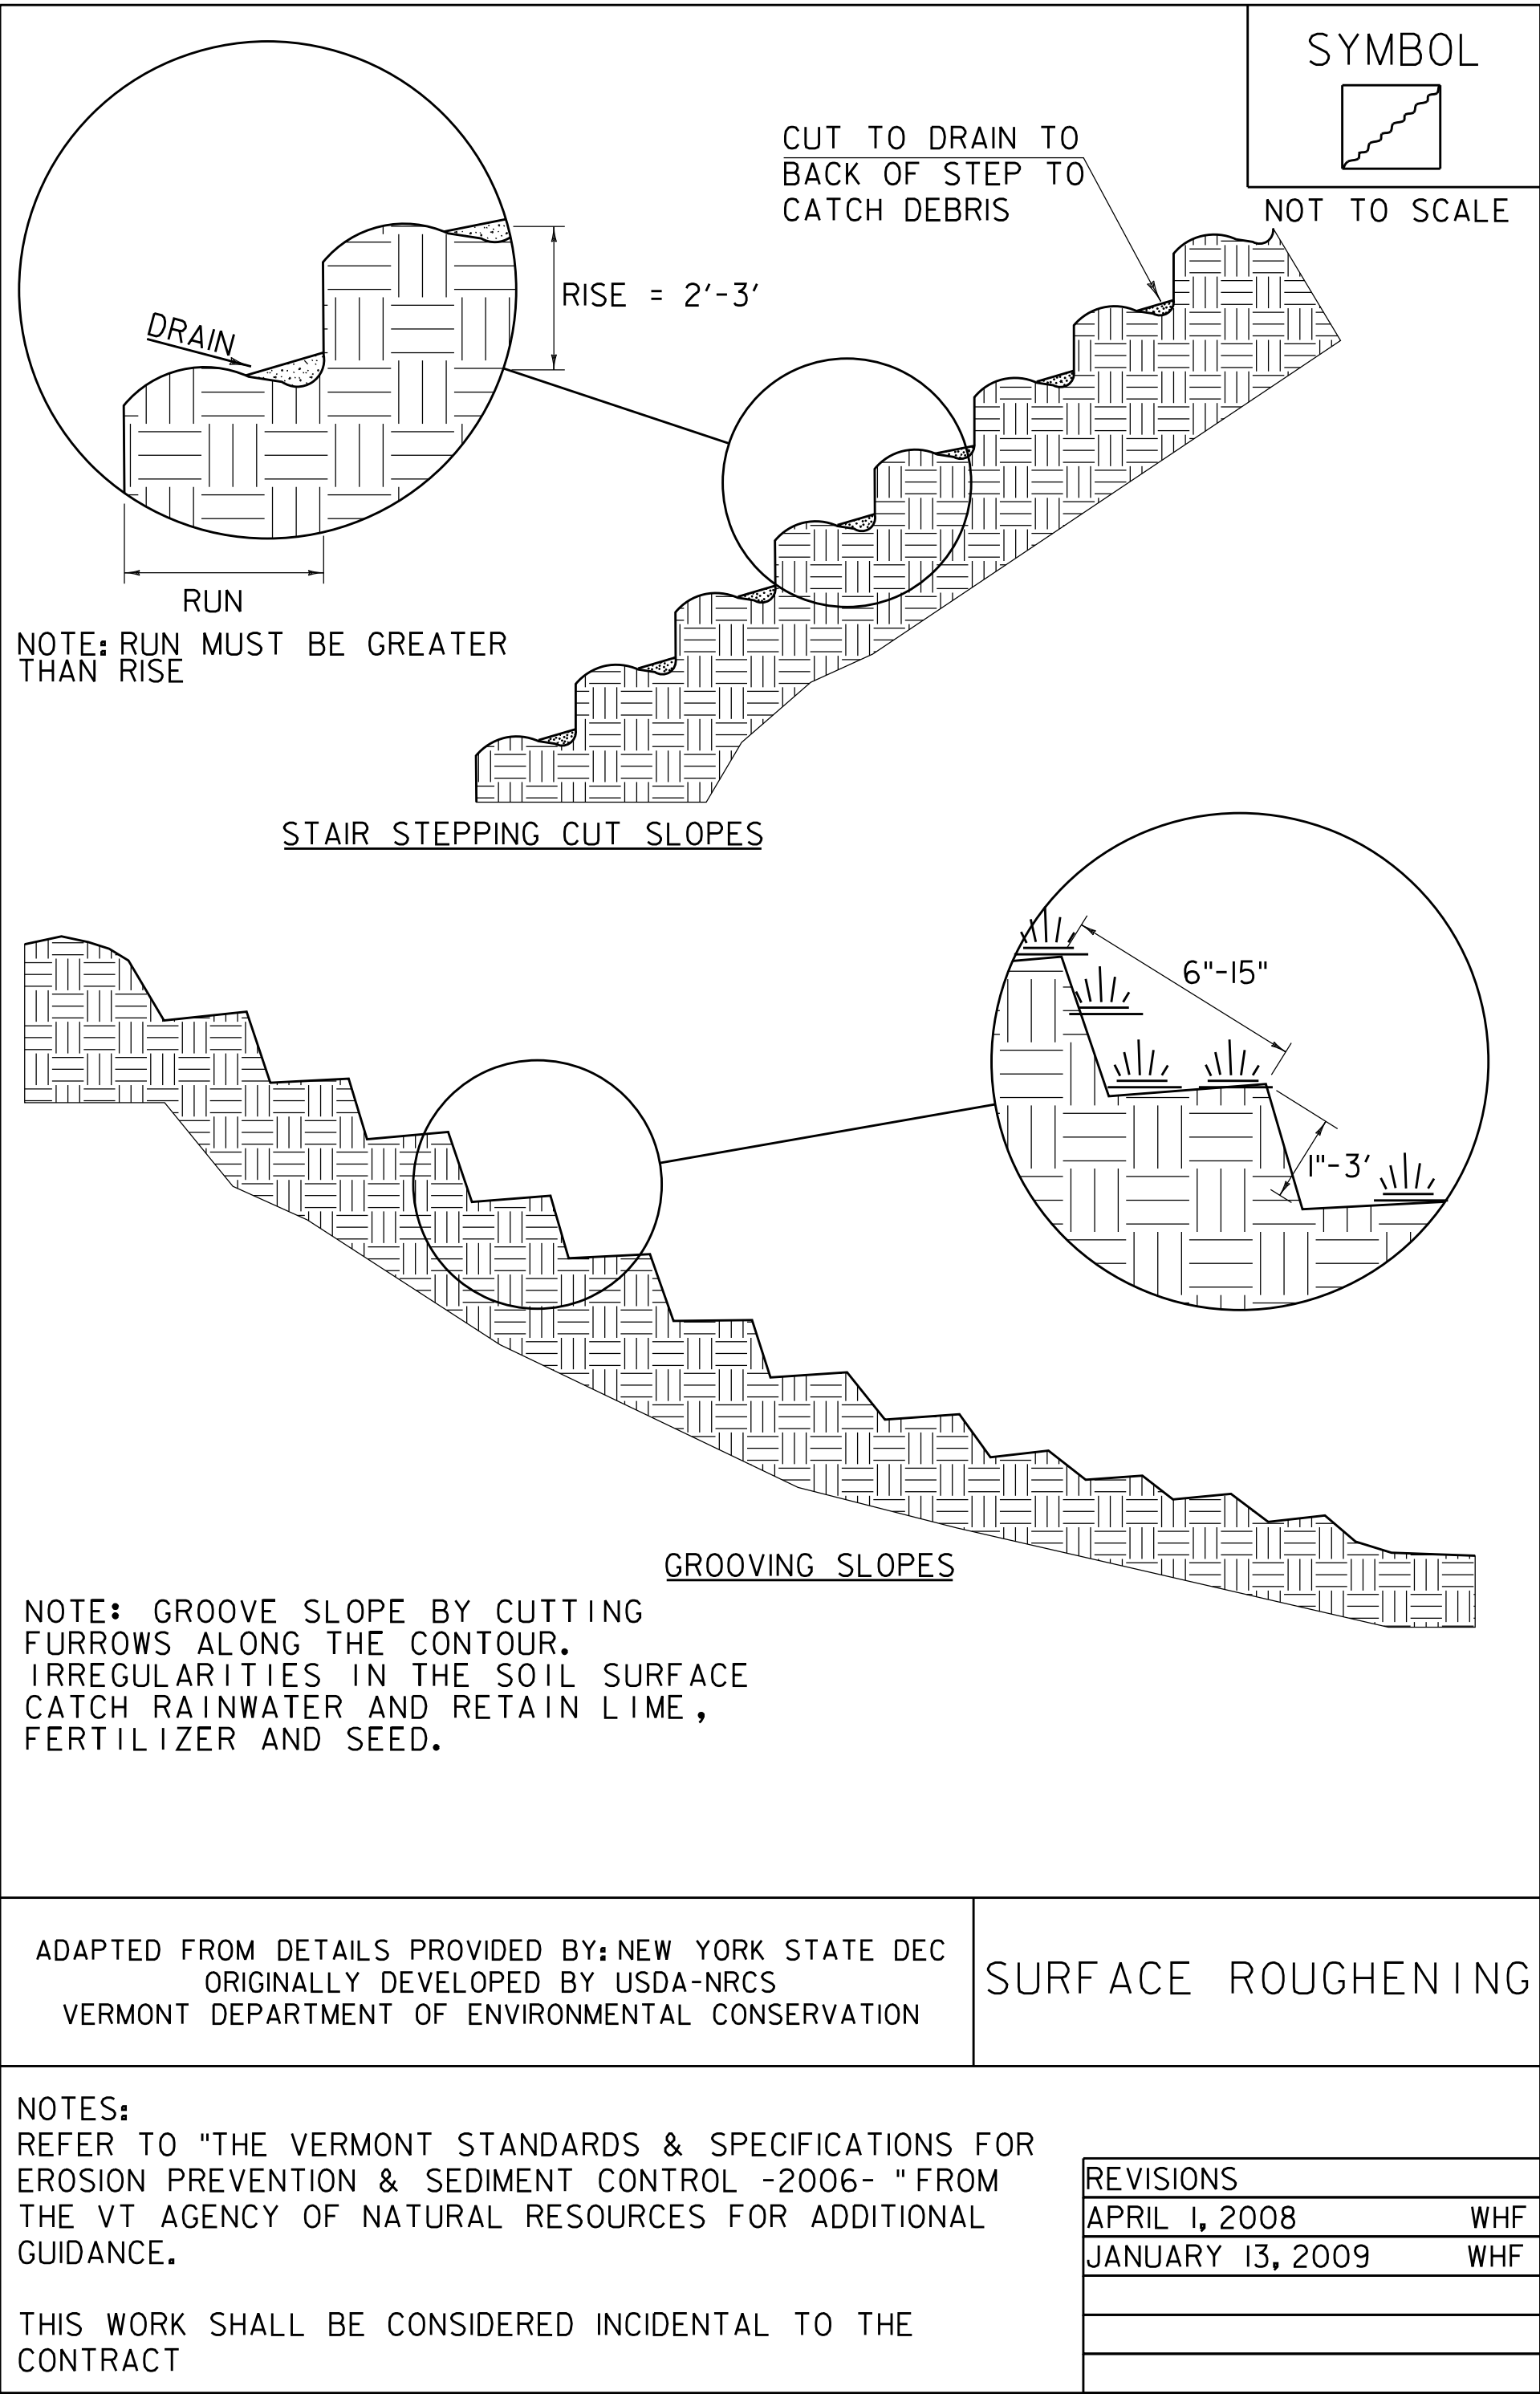 SYMBOL
NOT TO SCALE
CUT TO DRAIN TO
BACK OF STEP TO
CATCH DEBRIS
RISE = 2'-3'
DRAIN
RUN
NOTE: RUN MUST BE GREATER
THAN RISE
STAIR STEPPING CUT SLOPES
6"-15"
1"-3'
GROOVING SLOPES
NOTE: GROOVE SLOPE BY CUTTING
FURROWS ALONG THE CONTOUR.
IRREGULARITIES IN THE SOIL SURFACE
CATCH RAINWATER AND RETAIN LIME,
FERTILIZER AND SEED.
ADAPTED FROM DETAILS PROVIDED BY: NEW YORK STATE DEC
ORIGINALLY DEVELOPED BY USDA-NRCS
VERMONT DEPARTMENT OF ENVIRONMENTAL CONSERVATION
SURFACE ROUGHENING
NOTES:
REFER TO "THE VERMONT STANDARDS & SPECIFICATIONS FOR
EROSION PREVENTION & SEDIMENT CONTROL -2006- " FROM
THE VT AGENCY OF NATURAL RESOURCES FOR ADDITIONAL
GUIDANCE.
THIS WORK SHALL BE CONSIDERED INCIDENTAL TO THE
CONTRACT
REVISIONS
APRIL 1, 2008 WHF
JANUARY 13, 2009 WHF